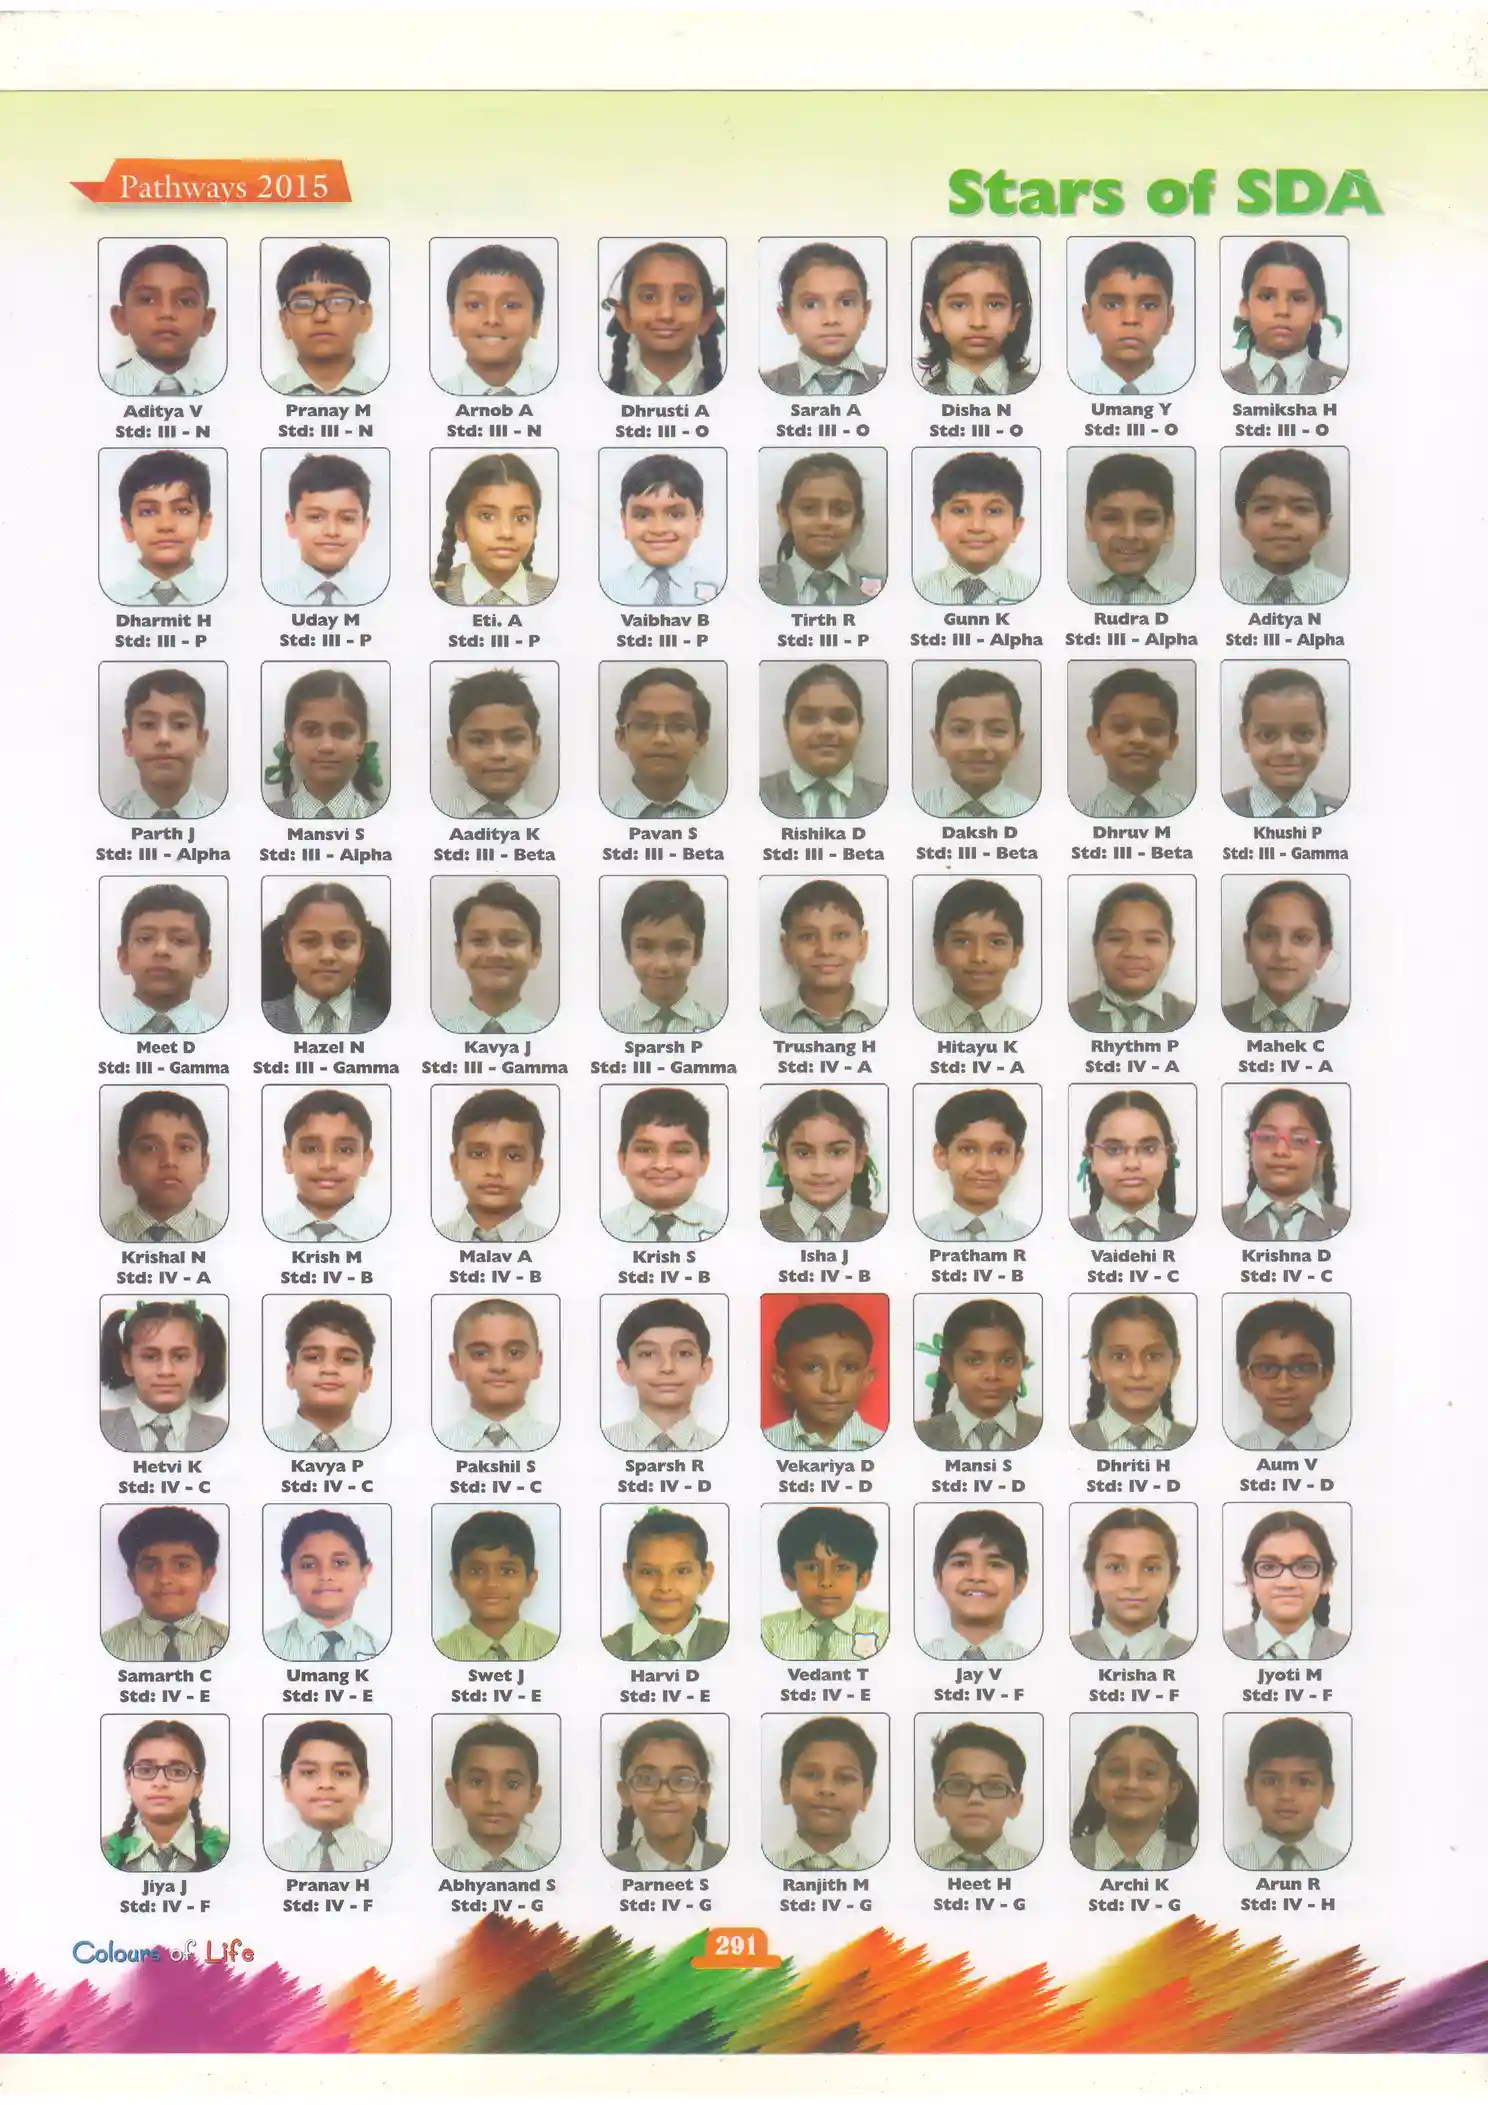 Pathways 2015
Stars of SDA
Aditya V
Std: III - N
Pranay M
Std: III - N
Arnob A
Std: III - N
Dhrusti A
Std: III - O
Sarah A
Std: III - O
Disha N
Std: III - O
Umang Y
Std: III - O
Samiksha H
Std: III - O
Dharmit H
Std: III - P
Uday M
Std: III - P
Eti. A
Std: III - P
Vaibhav B
Std: III - P
Tirth R
Std: III - P
Gunn K
Std: III - Alpha
Rudra D
Std: III - Alpha
Aditya N
Std: III - Alpha
Parth J
Std: III - Alpha
Mansvi S
Std: III - Alpha
Aaditya K
Std: III - Beta
Pavan S
Std: III - Beta
Rishika D
Std: III - Beta
Daksh D
Std: III - Beta
Dhruv M
Std: III - Beta
Khushi P
Std: III - Gamma
Meet D
Std: III - Gamma
Hazel N
Std: III - Gamma
Kavya J
Std: III - Gamma
Sparsh P
Std: III - Gamma
Trushang H
Std: IV - A
Hitayu K
Std: IV - A
Rhythm P
Std: IV - A
Mahek C
Std: IV - A
Krishal N
Std: IV - A
Krish M
Std: IV - B
Malav A
Std: IV - B
Krish S
Std: IV - B
Isha J
Std: IV - B
Pratham R
Std: IV - B
Vaidehi R
Std: IV - C
Krishna D
Std: IV - C
Hetvi K
Std: IV - C
Kavya P
Std: IV - C
Pakshil S
Std: IV - C
Sparsh R
Std: IV - D
Vekariya D
Std: IV - D
Mansi S
Std: IV - D
Dhriti H
Std: IV - D
Aum V
Std: IV - D
Samarth C
Std: IV - E
Umang K
Std: IV - E
Swet J
Std: IV - E
Harvi D
Std: IV - E
Vedant T
Std: IV - E
Jay V
Std: IV - F
Krisha R
Std: IV - F
Jyoti M
Std: IV - F
Jiya J
Std: IV - F
Pranav H
Std: IV - F
Abhyanand S
Std: IV - G
Parneet S
Std: IV - G
Ranjith M
Std: IV - G
Heet H
Std: IV - G
Archi K
Std: IV - G
Arun R
Std: IV - H
Colours of Life
291